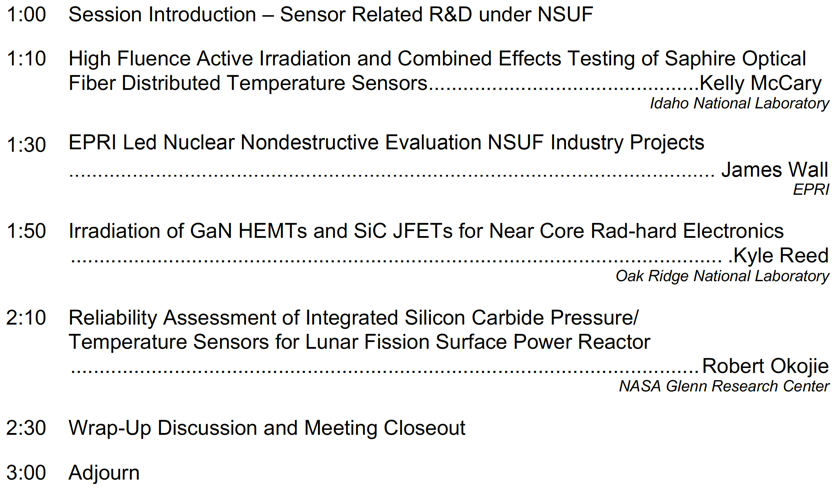 1:00 Session Introduction – Sensor Related R&D under NSUF
1:10 High Fluence Active Irradiation and Combined Effects Testing of Saphire Optical
Fiber Distributed Temperature Sensors..............................................Kelly McCary
Idaho National Laboratory
1:30 EPRI Led Nuclear Nondestructive Evaluation NSUF Industry Projects
............................................................................................................ James Wall
EPRI
1:50 Irradiation of GaN HEMTs and SiC JFETs for Near Core Rad-hard Electronics
............................................................................................................. .Kyle Reed
Oak Ridge National Laboratory
2:10 Reliability Assessment of Integrated Silicon Carbide Pressure/
Temperature Sensors for Lunar Fission Surface Power Reactor
.........................................................................................................Robert Okojie
NASA Glenn Research Center
2:30 Wrap-Up Discussion and Meeting Closeout
3:00 Adjourn